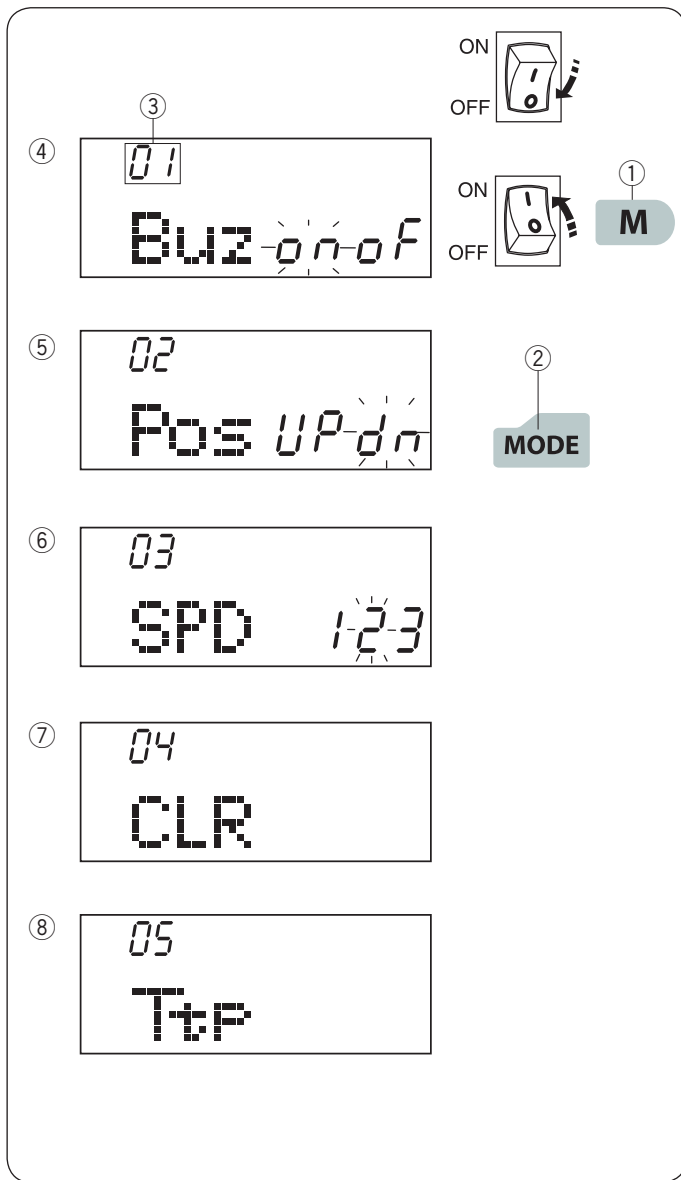 ON
OFF
③
④
01
Buz on oF
ON
OFF
①
M
⑤
02
Pos UP dn
②
MODE
⑥
03
SPD 1 2 3
⑦
04
CLR
⑧
05
Ttp